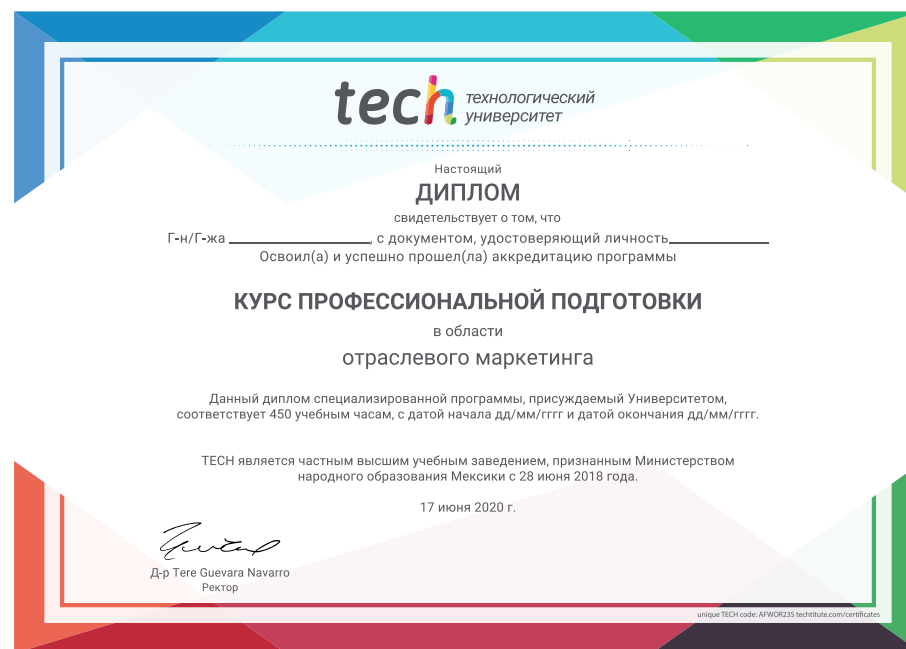 tech технологический
университет
Настоящий
ДИПЛОМ
свидетельствует о том, что
Г-н/Г-жа ____________, с документом, удостоверяющий личность____________
Освоил(а) и успешно прошел(ла) аккредитацию программы
КУРС ПРОФЕССИОНАЛЬНОЙ ПОДГОТОВКИ
в области
отраслевого маркетинга
Данный диплом специализированной программы, присуждаемый Университетом,
соответствует 450 учебным часам, с датой начала дд/мм/гггг и датой окончания дд/мм/гггг.
TECH является частным высшим учебным заведением, признанным Министерством
народного образования Мексики с 28 июня 2018 года.
17 июня 2020 г.
Д-р Tere Guevara Navarro
Ректор
unique TECH code: AFWOR23S techtitute.com/certificates